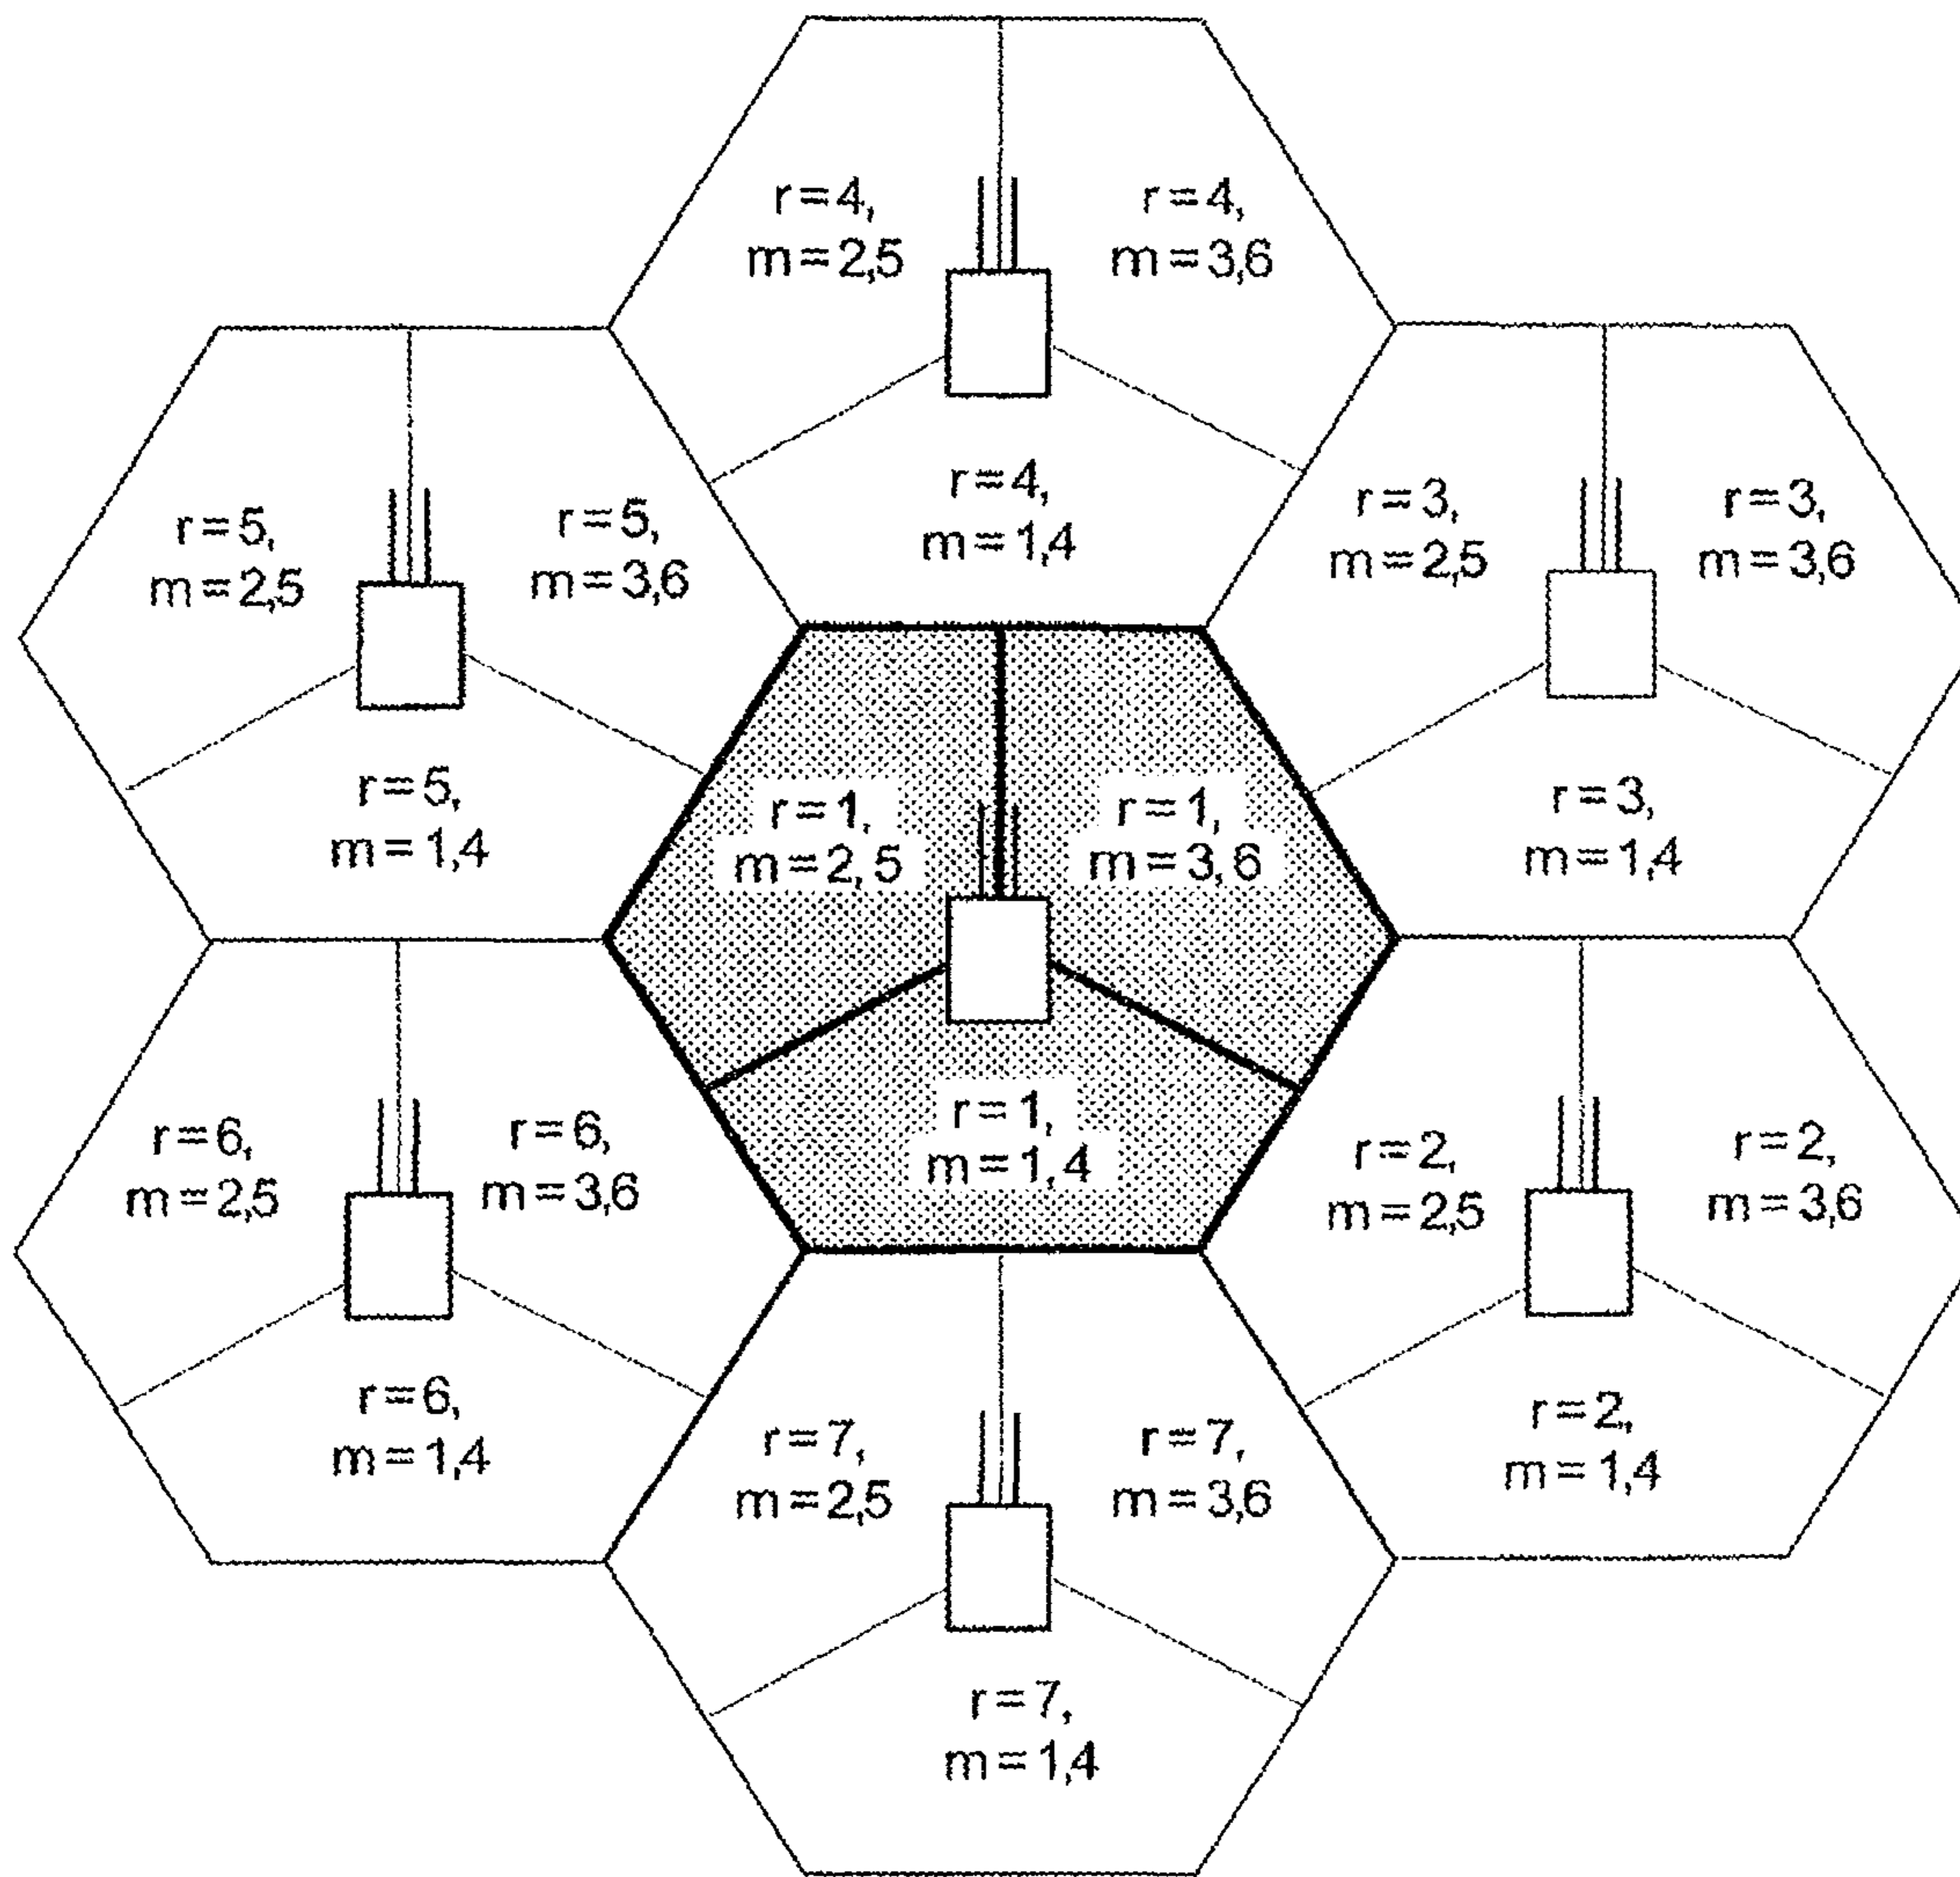 r=4,
m=2,5
r=4,
m=3,6
r=4,
m=1,4
r=5,
m=2,5
r=5,
m=3,6
r=5,
m=1,4
r=3,
m=2,5
r=3,
m=3,6
r=3,
m=1,4
r=1,
m=2,5
r=1,
m=3,6
r=1,
m=1,4
r=6,
m=2,5
r=6,
m=3,6
r=6,
m=1,4
r=2,
m=2,5
r=2,
m=3,6
r=2,
m=1,4
r=7,
m=2,5
r=7,
m=3,6
r=7,
m=1,4